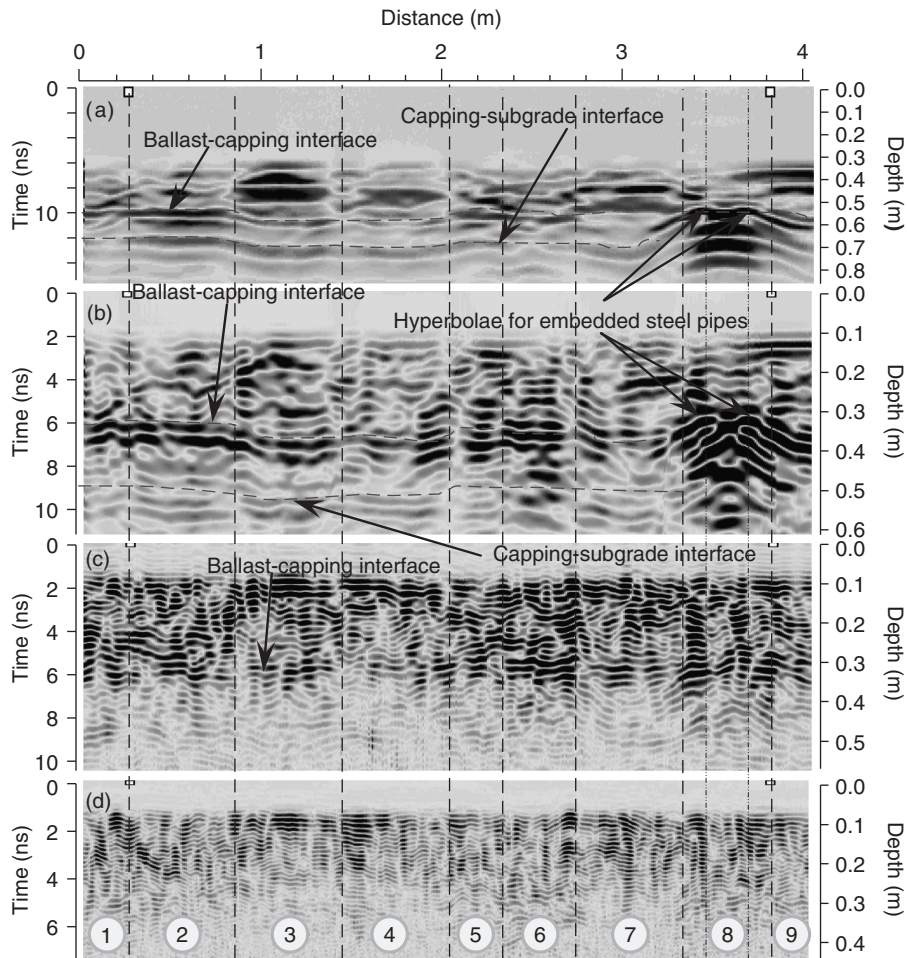 Distance (m)
0 1 2 3 4
(a)
Ballast-capping interface
Capping-subgrade interface
Time (ns)
0
10
Depth (m)
0.0
0.1
0.2
0.3
0.4
0.5
0.6
0.7
0.8
(b)
Ballast-capping interface
Hyperbolae for embedded steel pipes
Time (ns)
0
2
4
6
8
10
Depth (m)
0.0
0.1
0.2
0.3
0.4
0.5
0.6
Capping-subgrade interface
(c)
Ballast-capping interface
Time (ns)
0
2
4
6
8
10
Depth (m)
0.0
0.1
0.2
0.3
0.4
0.5
(d)
Time (ns)
0
2
4
6
Depth (m)
0.0
0.1
0.2
0.3
0.4
1 2 3 4 5 6 7 8 9